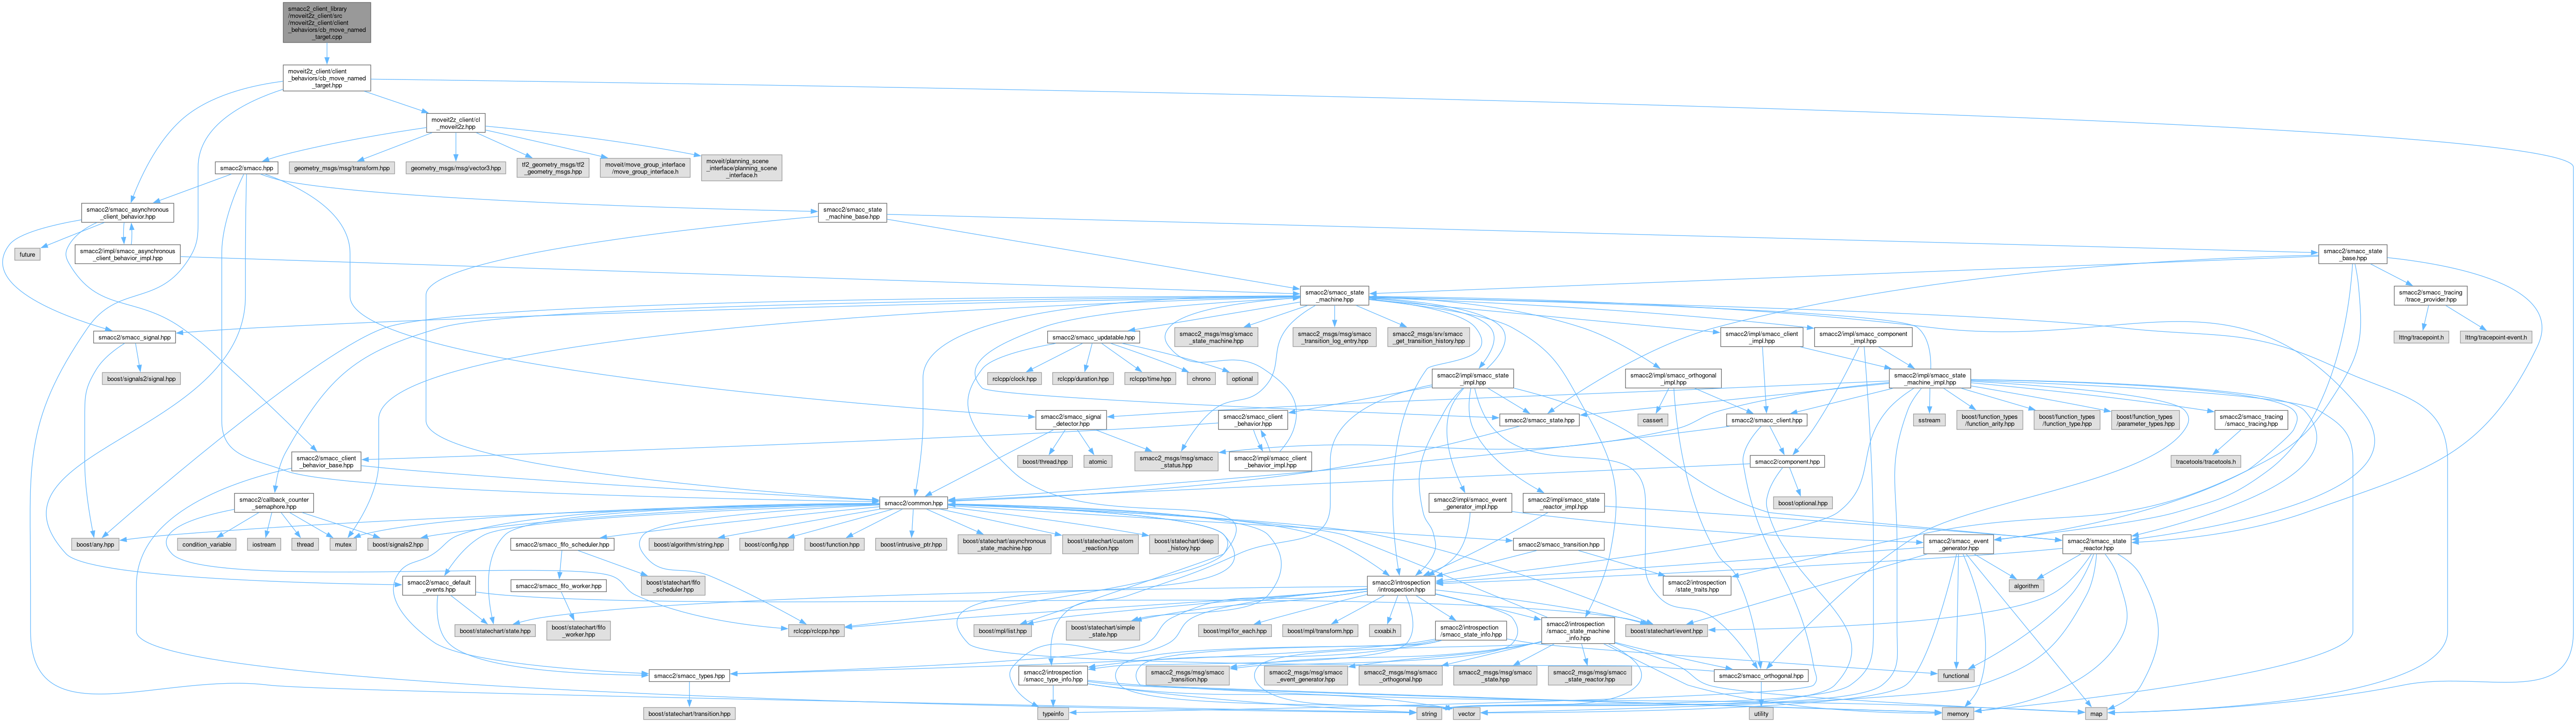 smacc2_client_library
/moveit2z_client/src
/moveit2z_client/client
_behaviors/cb_move_named
_target.cpp
moveit2z_client/client
_behaviors/cb_move_named
_target.hpp
moveit2z_client/cl
_moveit2z.hpp
smacc2/smacc.hpp
geometry_msgs/msg/transform.hpp
geometry_msgs/msg/vector3.hpp
tf2_geometry_msgs/tf2
_geometry_msgs.hpp
moveit/move_group_interface
/move_group_interface.h
moveit/planning_scene
_interface/planning_scene
_interface.h
smacc2/smacc_asynchronous
_client_behavior.hpp
smacc2/smacc_state
_machine_base.hpp
future
smacc2/impl/smacc_asynchronous
_client_behavior_impl.hpp
smacc2/smacc_state
_base.hpp
smacc2/smacc_state
_machine.hpp
smacc2/smacc_tracing
/trace_provider.hpp
smacc2/smacc_signal.hpp
smacc2/smacc_updatable.hpp
smacc2_msgs/msg/smacc
_state_machine.hpp
smacc2_msgs/msg/smacc
_transition_log_entry.hpp
smacc2_msgs/srv/smacc
_get_transition_history.hpp
smacc2/impl/smacc_client
_impl.hpp
smacc2/impl/smacc_component
_impl.hpp
lttng/tracepoint.h
lttng/tracepoint-event.h
boost/signals2/signal.hpp
rclcpp/clock.hpp
rclcpp/duration.hpp
rclcpp/time.hpp
chrono
optional
smacc2/impl/smacc_state
_impl.hpp
smacc2/impl/smacc_orthogonal
_impl.hpp
smacc2/impl/smacc_state
_machine_impl.hpp
smacc2/smacc_signal
_detector.hpp
smacc2/smacc_client
_behavior.hpp
smacc2/smacc_state.hpp
cassert
smacc2/smacc_client.hpp
sstream
boost/function_types
/function_arity.hpp
boost/function_types
/function_type.hpp
boost/function_types
/parameter_types.hpp
smacc2/smacc_tracing
/smacc_tracing.hpp
smacc2/smacc_client
_behavior_base.hpp
boost/thread.hpp
atomic
smacc2_msgs/msg/smacc
_status.hpp
smacc2/impl/smacc_client
_behavior_impl.hpp
smacc2/component.hpp
tracetools/tracetools.h
smacc2/callback_counter
_semaphore.hpp
smacc2/common.hpp
smacc2/impl/smacc_event
_generator_impl.hpp
smacc2/impl/smacc_state
_reactor_impl.hpp
boost/optional.hpp
boost/any.hpp
condition_variable
iostream
thread
mutex
boost/signals2.hpp
smacc2/smacc_fifo_scheduler.hpp
boost/algorithm/string.hpp
boost/config.hpp
boost/function.hpp
boost/intrusive_ptr.hpp
boost/statechart/asynchronous
_state_machine.hpp
boost/statechart/custom
_reaction.hpp
boost/statechart/deep
_history.hpp
smacc2/smacc_transition.hpp
smacc2/smacc_event
_generator.hpp
smacc2/smacc_state
_reactor.hpp
smacc2/smacc_default
_events.hpp
smacc2/smacc_fifo_worker.hpp
boost/statechart/fifo
_scheduler.hpp
smacc2/introspection
/introspection.hpp
smacc2/introspection
/state_traits.hpp
algorithm
boost/statechart/state.hpp
boost/statechart/fifo
_worker.hpp
rclcpp/rclcpp.hpp
boost/mpl/list.hpp
boost/statechart/simple
_state.hpp
boost/mpl/for_each.hpp
boost/mpl/transform.hpp
cxxabi.h
smacc2/introspection
/smacc_state_info.hpp
smacc2/introspection
/smacc_state_machine
_info.hpp
boost/statechart/event.hpp
smacc2/smacc_types.hpp
smacc2/introspection
/smacc_type_info.hpp
smacc2_msgs/msg/smacc
_transition.hpp
smacc2_msgs/msg/smacc
_event_generator.hpp
smacc2_msgs/msg/smacc
_orthogonal.hpp
smacc2_msgs/msg/smacc
_state.hpp
smacc2_msgs/msg/smacc
_state_reactor.hpp
smacc2/smacc_orthogonal.hpp
functional
boost/statechart/transition.hpp
typeinfo
string
vector
utility
memory
map